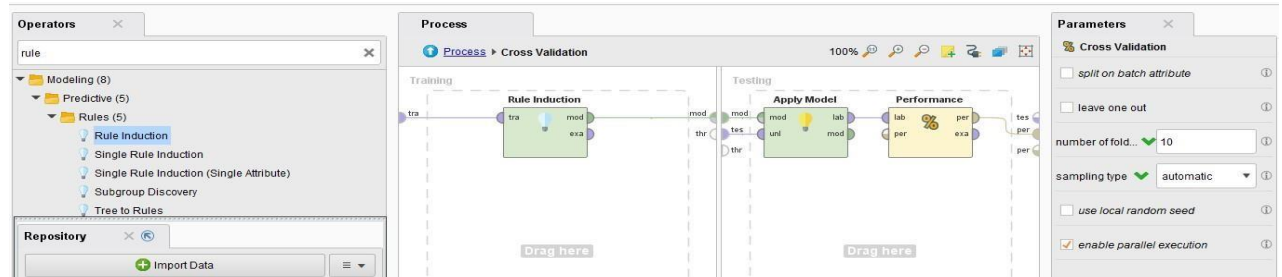 Operators
rule
Modeling (8)
Predictive (5)
Rules (5)
Rule Induction
Single Rule Induction
Single Rule Induction (Single Attribute)
Subgroup Discovery
Tree to Rules
Repository
Import Data
Process
Process Cross Validation
100%
Training
Rule Induction
tra
tra
mod
exa
mod
thr
Testing
Apply Model
Performance
mod
tes
thr
mod
unl
lab
mod
lab
per
per
exa
tes
per
per
Drag here
Drag here
Parameters
Cross Validation
split on batch attribute
leave one out
number of fold... 10
sampling type automatic
use local random seed
enable parallel execution